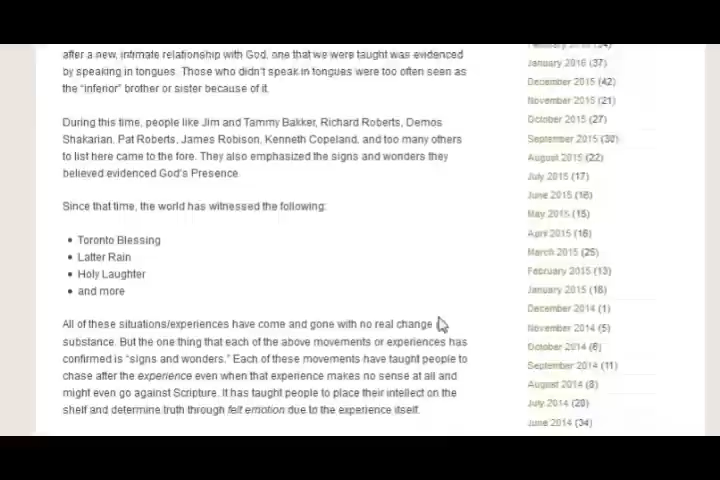 after a new, intimate relationship with God, one that we were taught was evidenced
by speaking in tongues. Those who didn't speak in tongues were too often seen as
the "inferior" brother or sister because of it.
During this time, people like Jim and Tammy Bakker, Richard Roberts, Demos
Shakarian, Pat Roberts, James Robison, Kenneth Copeland, and too many others
to list here came to the fore. They also emphasized the signs and wonders they
believed evidenced God's Presence.
Since that time, the world has witnessed the following:
• Toronto Blessing
• Latter Rain
• Holy Laughter
• and more
All of these situations/experiences have come and gone with no real change
substance. But the one thing that each of the above movements or experiences has
confirmed is "signs and wonders." Each of these movements have taught people to
chase after the experience even when that experience makes no sense at all and
might even go against Scripture. It has taught people to place their intellect on the
shelf and determine truth through felt emotion due to the experience itself.
January 2016 (37)
December 2015 (42)
November 2015 (21)
October 2015 (27)
September 2015 (30)
August 2015 (22)
July 2015 (17)
June 2015 (16)
May 2015 (15)
April 2015 (16)
March 2015 (25)
February 2015 (13)
January 2015 (16)
December 2014 (1)
November 2014 (5)
October 2014 (6)
September 2014 (11)
August 2014 (8)
July 2014 (20)
June 2014 (34)